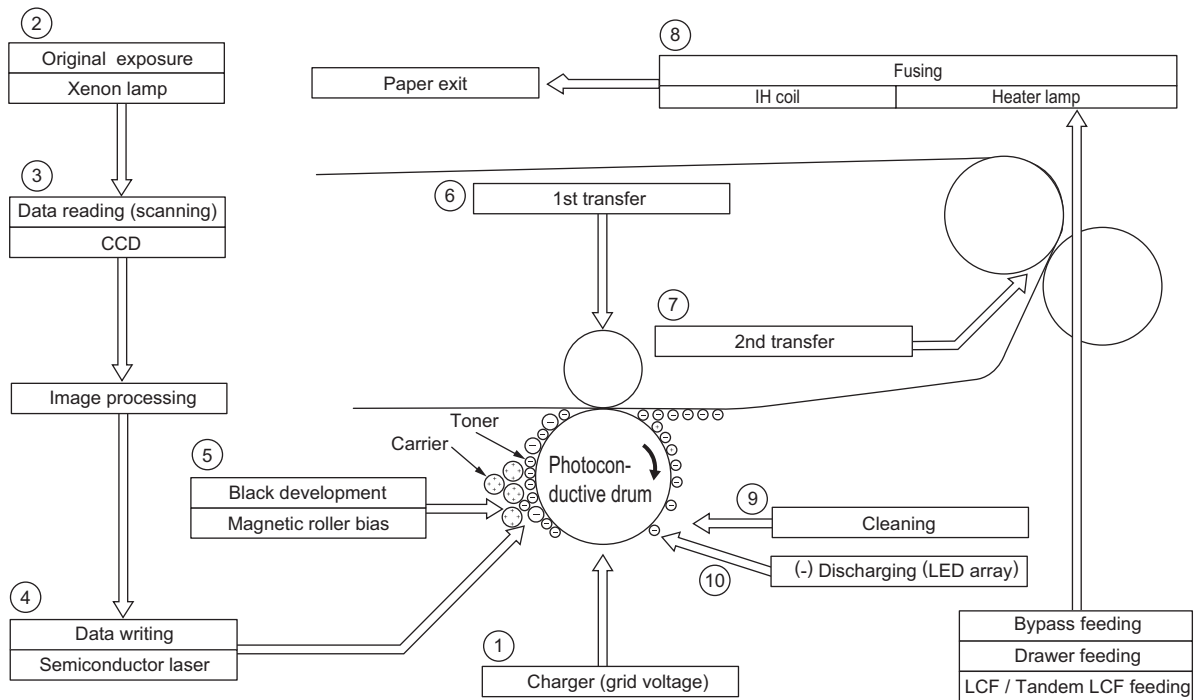 2
Original exposure
Xenon lamp
3
Data reading (scanning)
CCD
Image processing
4
Data writing
Semiconductor laser
5
Black development
Magnetic roller bias
Toner
Carrier
Photocon-
ductive drum
1
Charger (grid voltage)
6
1st transfer
7
2nd transfer
8
Fusing
IH coil
Heater lamp
Paper exit
9
Cleaning
10
(-) Discharging (LED array)
Bypass feeding
Drawer feeding
LCF / Tandem LCF feeding